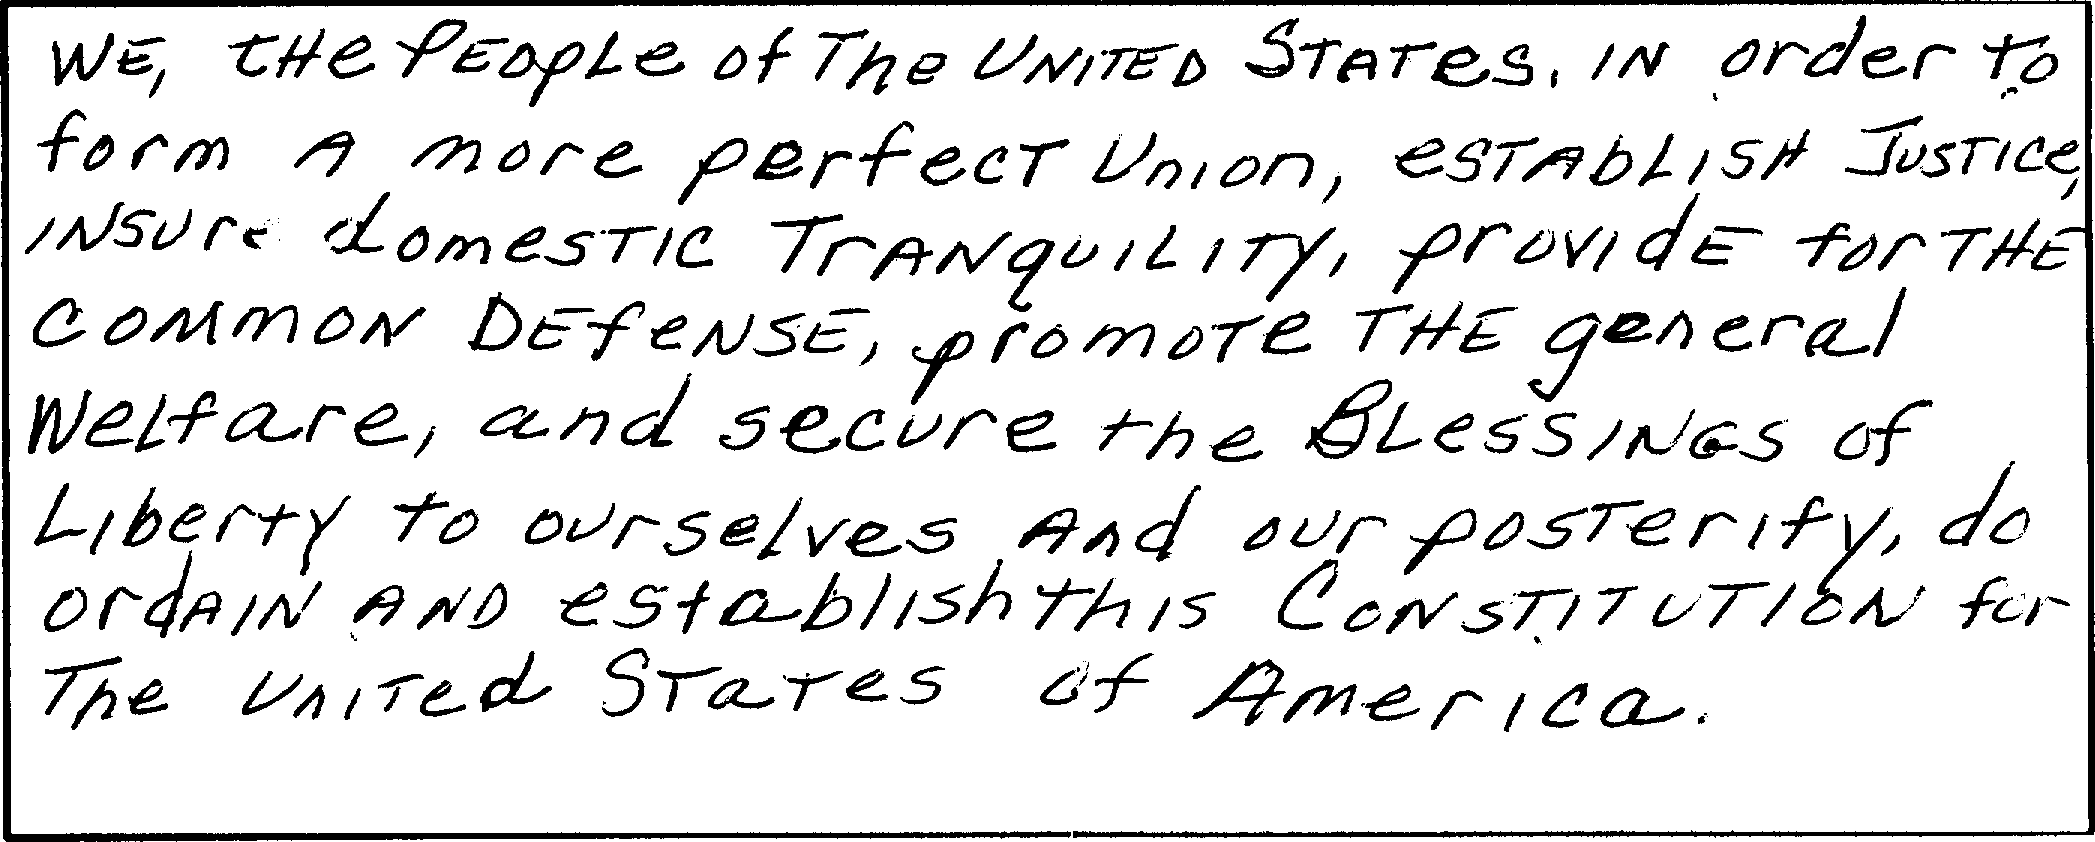 WE, tHe PEOpLe of The UNITED STATes, IN order to
form A more perfecT Union, eSTAbLISH JUSTICe,
INSUre domesTIC TrANqUILITY, provIdE for THE
COMmON DEfeNSE, promoTe THE general
Welfare, and secure the BLessINGS of
LIberty to ourselves And our posTerity, do
OrdAIN AND establish this ConSTITUTION for
The UnITed STaTes of America.